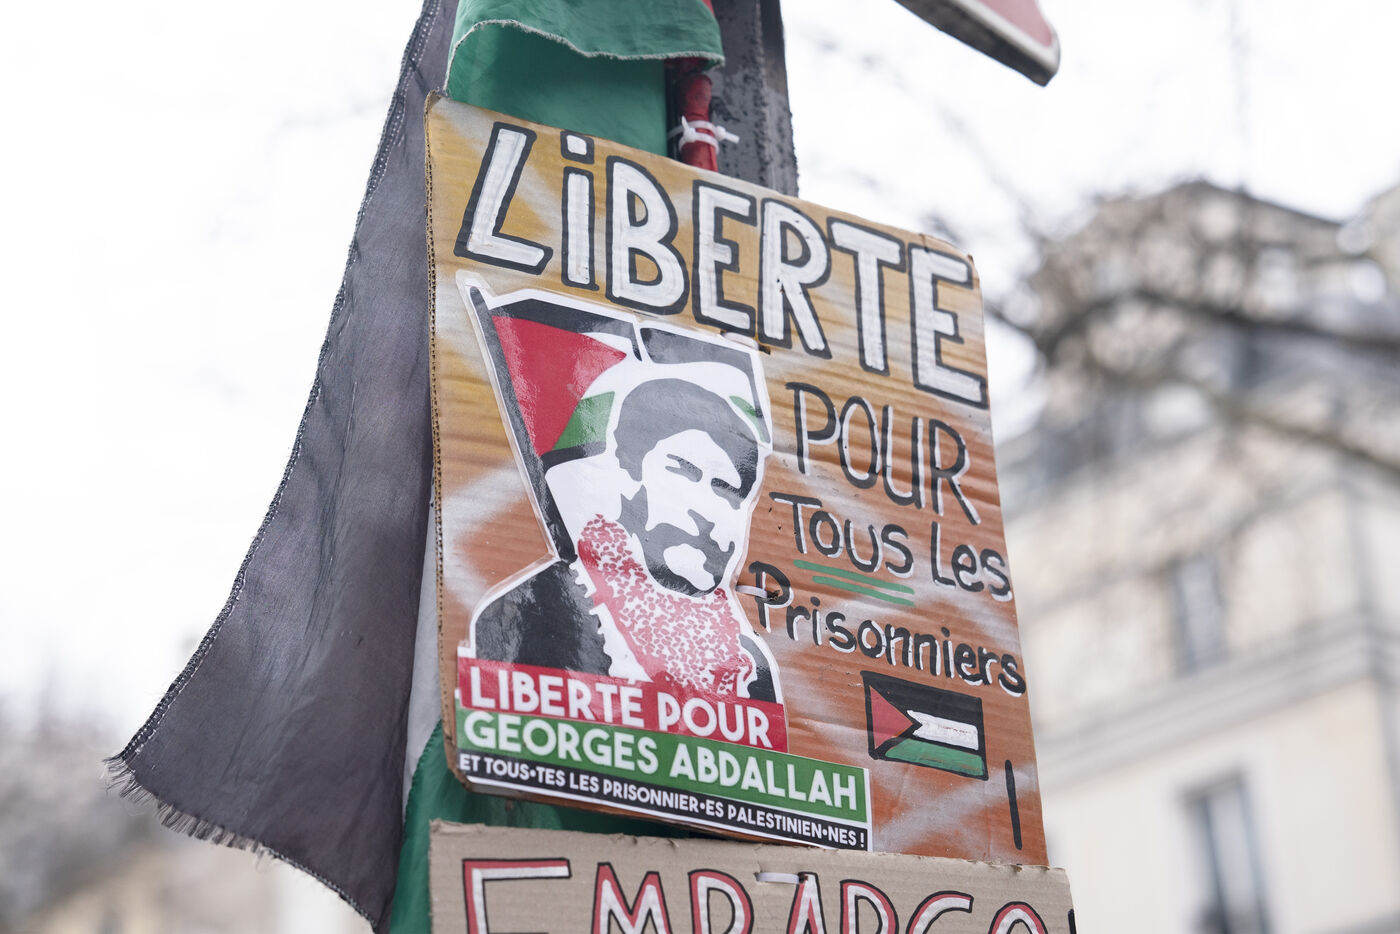 LiBERTE
POUR
TOUS LES
Prisonniers !
LIBERTÉ POUR
GEORGES ABDALLAH
ET TOUS•TES LES PRISONNIER•ES PALESTINIEN•NES !
EMBARGO